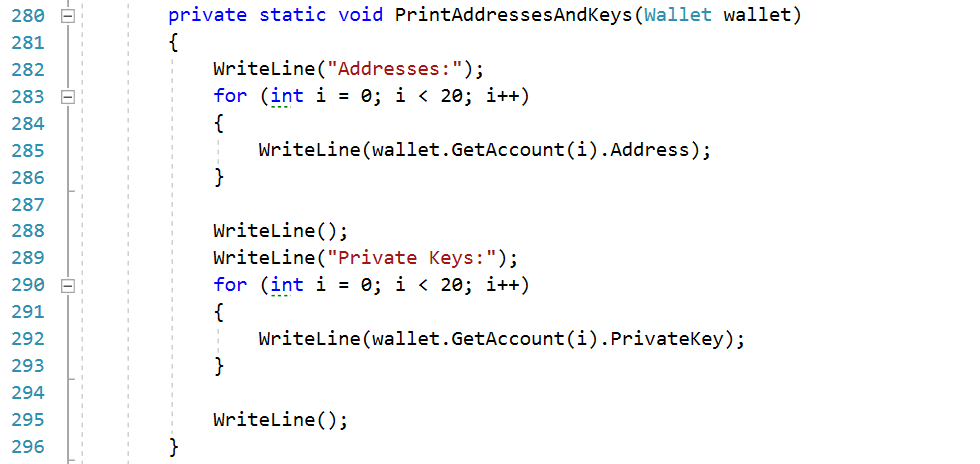 280 private static void PrintAddressesAndKeys(Wallet wallet)
281 {
282 WriteLine("Addresses:");
283 for (int i = 0; i < 20; i++)
284 {
285 WriteLine(wallet.GetAccount(i).Address);
286 }
287
288 WriteLine();
289 WriteLine("Private Keys:");
290 for (int i = 0; i < 20; i++)
291 {
292 WriteLine(wallet.GetAccount(i).PrivateKey);
293 }
294
295 WriteLine();
296 }